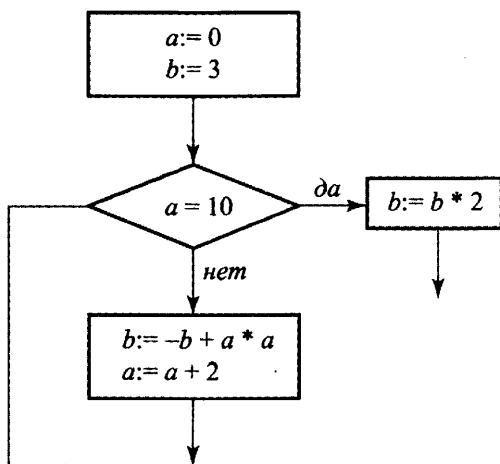 a:= 0
b:= 3
a = 10
да
b:= b * 2
нет
b:= –b + a * a
a:= a + 2